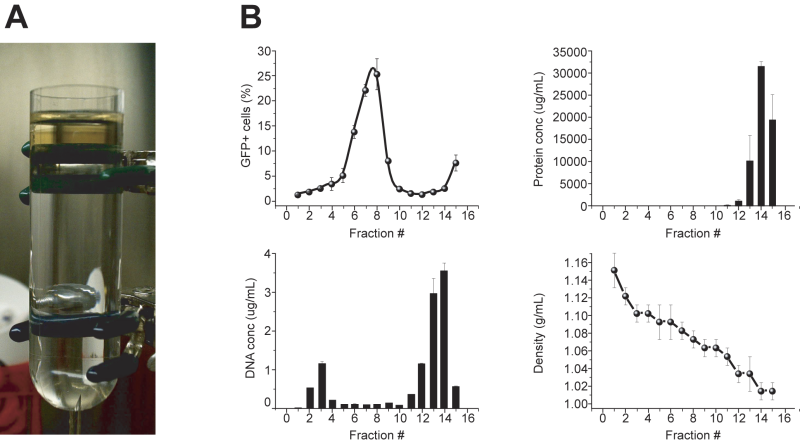 A
B
GFP+ cells (%)
30
25
20
15
10
5
0
0 2 4 6 8 10 12 14 16
Fraction #
Protein conc (ug/mL)
35000
30000
25000
20000
15000
10000
5000
0
0 2 4 6 8 10 12 14 16
Fraction #
DNA conc (ug/mL)
4
3
2
1
0
0 2 4 6 8 10 12 14 16
Fraction #
Density (g/mL)
1.16
1.14
1.12
1.10
1.08
1.06
1.04
1.02
1.00
0 2 4 6 8 10 12 14 16
Fraction #